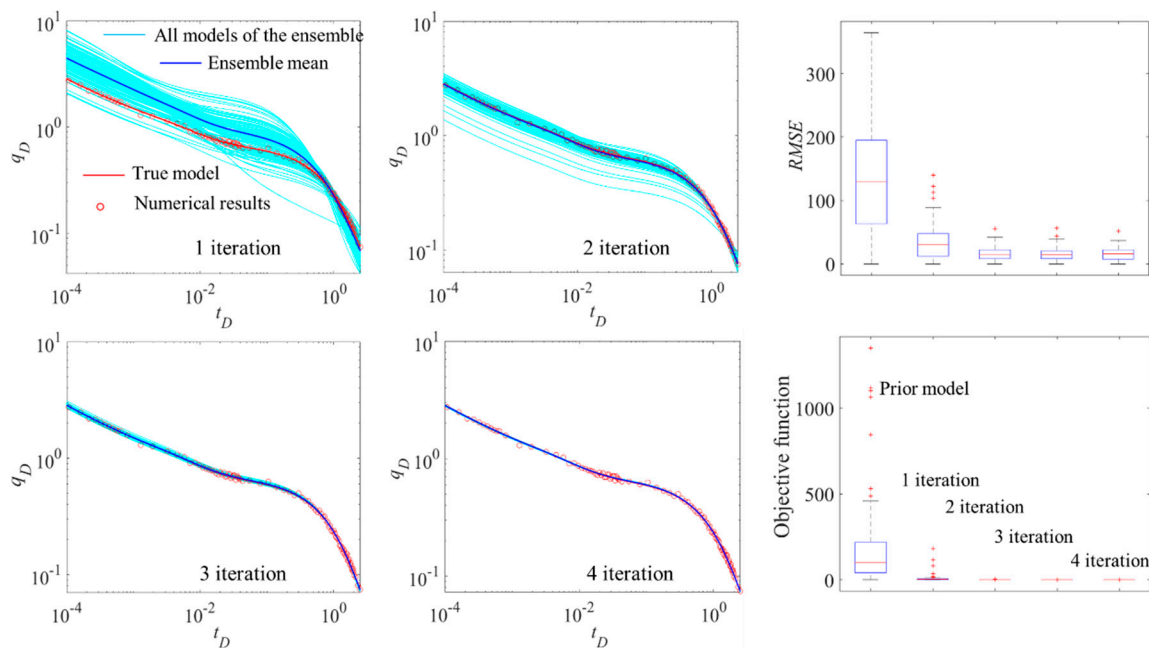 10^1
All models of the ensemble
Ensemble mean
q_D
10^0
True model
Numerical results
10^-1
1 iteration
10^-4
10^-2
10^0
t_D
10^1
q_D
10^0
10^-1
2 iteration
10^-4
10^-2
10^0
t_D
300
RMSE
200
100
0
10^1
q_D
10^0
10^-1
3 iteration
10^-4
10^-2
10^0
t_D
10^1
q_D
10^0
10^-1
4 iteration
10^-4
10^-2
10^0
t_D
Objective function
Prior model
1000
1 iteration
500
2 iteration
3 iteration
4 iteration
0